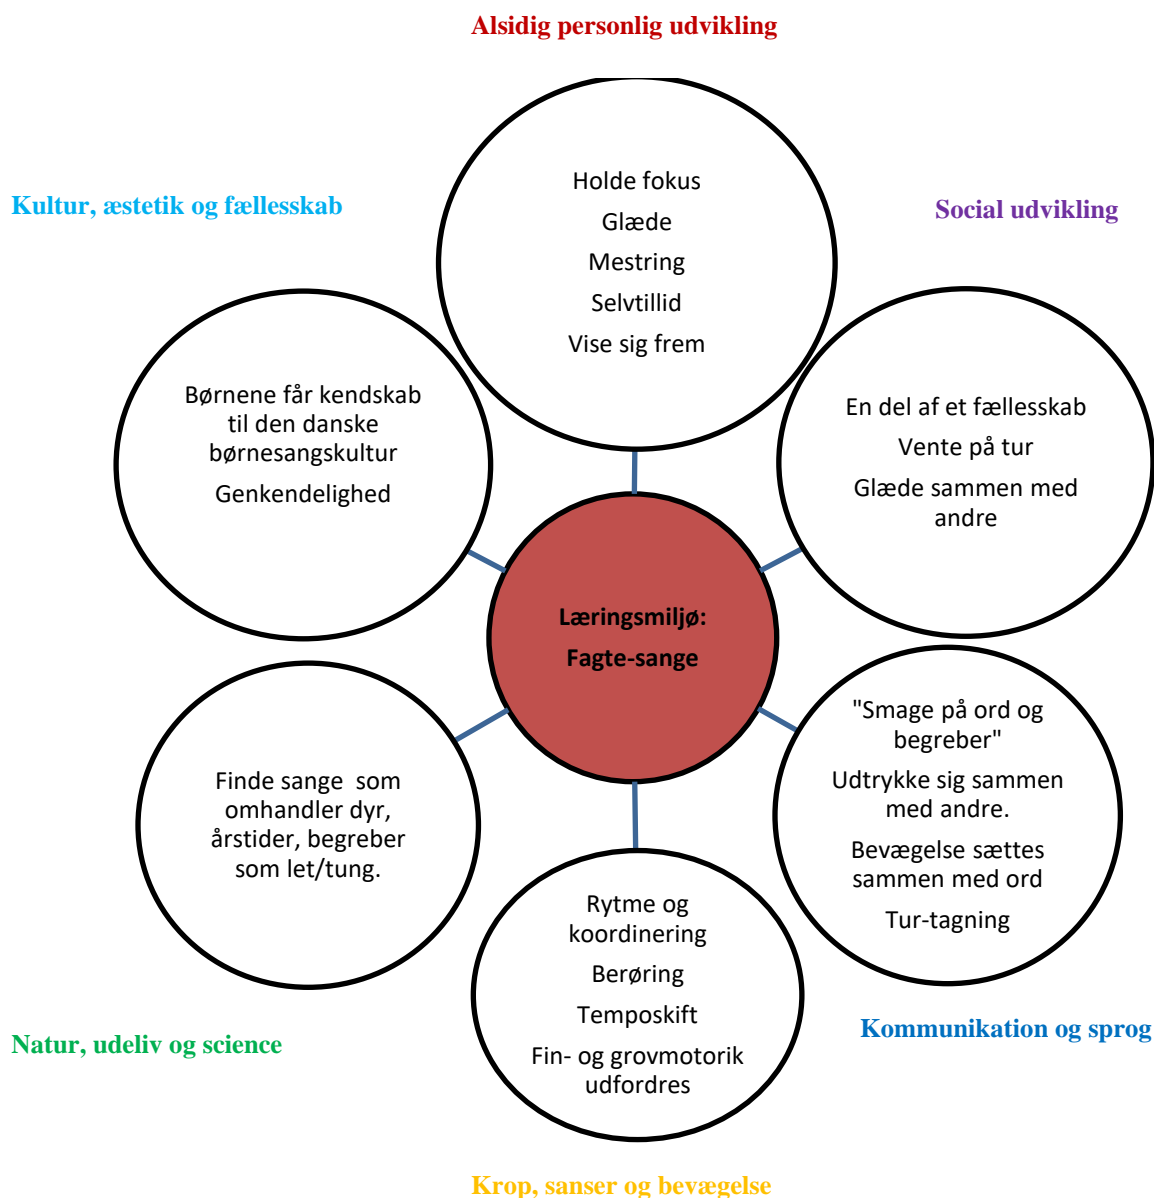 Alsidig personlig udvikling
Holde fokus
Glæde
Mestring
Selvtillid
Vise sig frem
Kultur, æstetik og fællesskab
Social udvikling
Børnene får kendskab
til den danske
børnesangskultur
Genkendelighed
En del af et fællesskab
Vente på tur
Glæde sammen med
andre
Læringsmiljø:
Fagte-sange
Finde sange som
omhandler dyr,
årstider, begreber
som let/tung.
"Smage på ord og
begreber"
Udtrykke sig sammen
med andre.
Bevægelse sættes
sammen med ord
Tur-tagning
Rytme og
koordinering
Berøring
Temposkift
Fin- og grovmotorik
udfordres
Natur, udeliv og science
Kommunikation og sprog
Krop, sanser og bevægelse